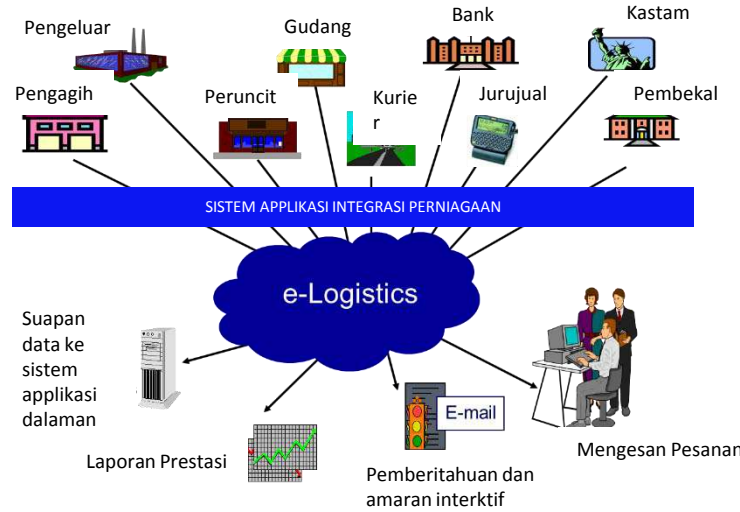 Pengeluar
Gudang
Bank
Kastam
Pengagih
Peruncit
Kurie
r
Jurujual
Pembekal
SISTEM APPLIKASI INTEGRASI PERNIAGAAN
e-Logistics
Suapan
data ke
sistem
applikasi
dalaman
E-mail
Laporan Prestasi
Pemberitahuan dan
amaran interktif
Mengesan Pesanan